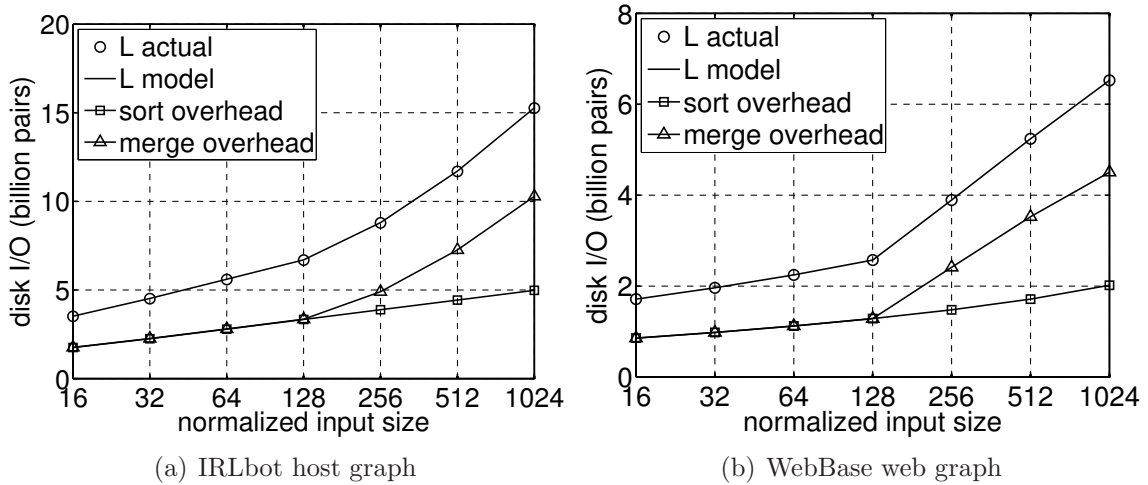 20
15
10
5
0
disk I/O (billion pairs)
L actual
L model
sort overhead
merge overhead
16 32 64 128 256 512 1024
normalized input size
(a) IRLbot host graph
8
6
4
2
0
disk I/O (billion pairs)
L actual
L model
sort overhead
merge overhead
16 32 64 128 256 512 1024
normalized input size
(b) WebBase web graph